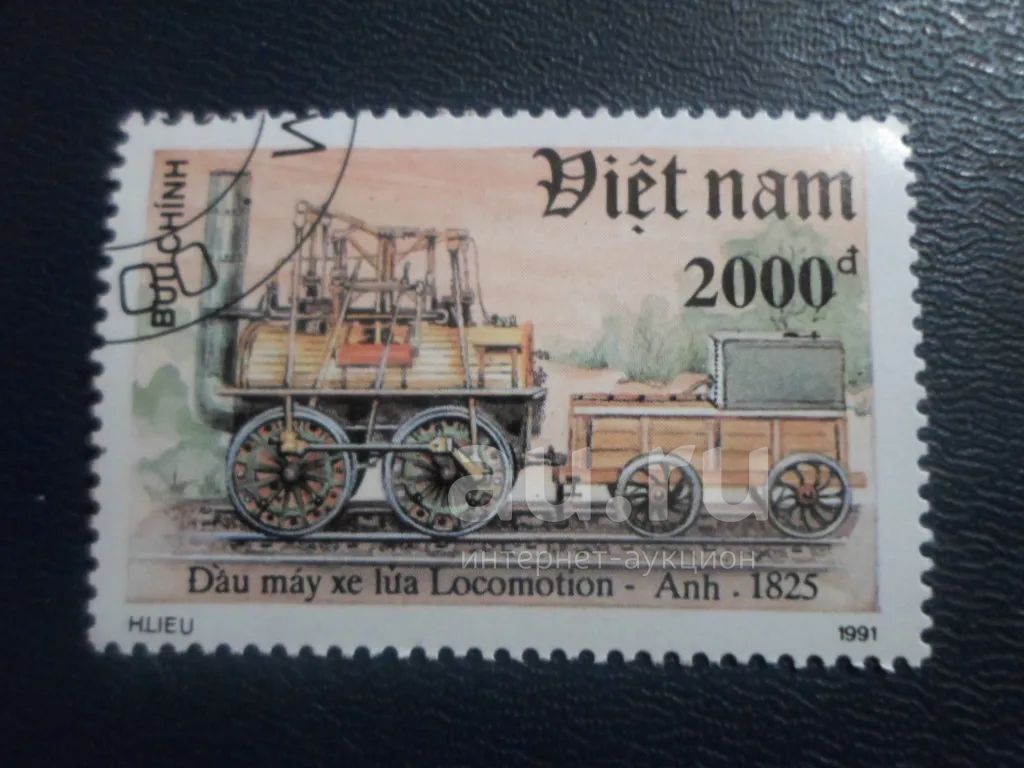 BƯU CHÍNH
Việt nam
2000đ
au.ru
интернет-аукцион
Đầu máy xe lửa Locomotion - Anh . 1825
H.LIEU
1991